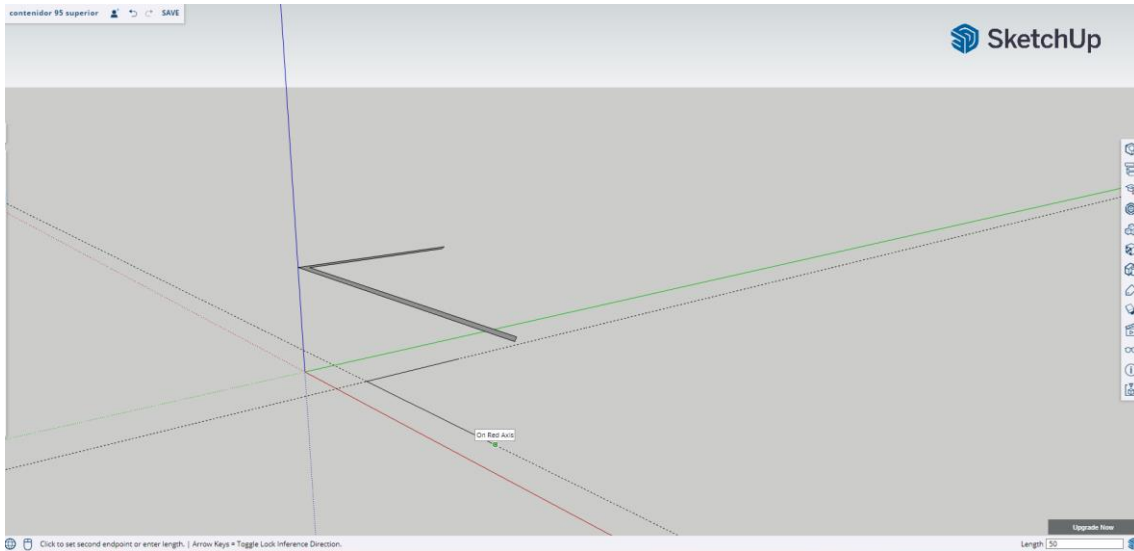 contenidor 95 superior SAVE
SketchUp
On Red Axis
Upgrade Now
Click to set second endpoint or enter length. | Arrow Keys = Toggle Lock Inference Direction.
Length 50